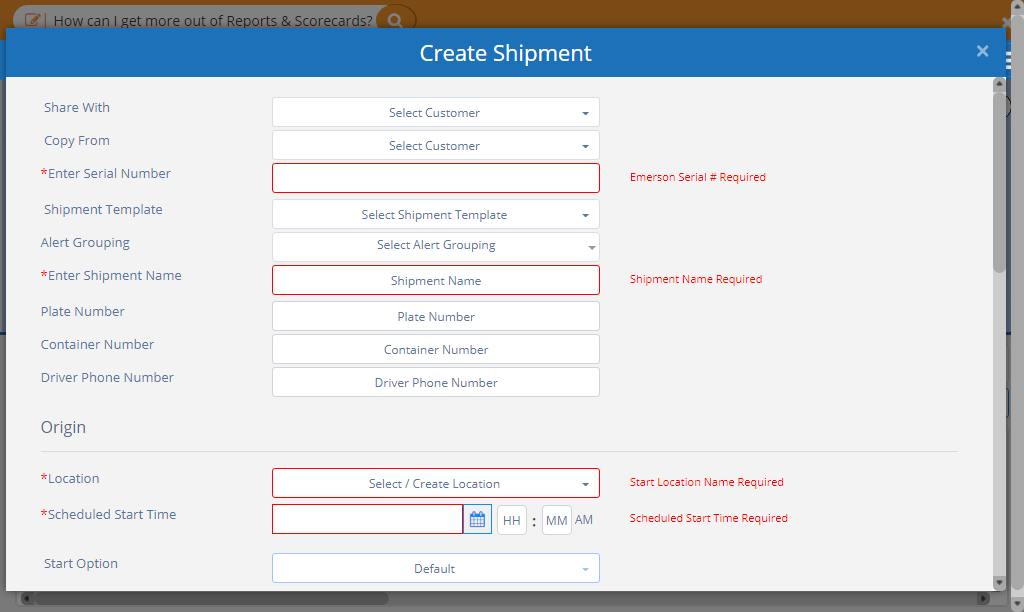 How can I get more out of Reports & Scorecards?
Create Shipment ×
Share With Select Customer
Copy From Select Customer
*Enter Serial Number Emerson Serial # Required
Shipment Template Select Shipment Template
Alert Grouping Select Alert Grouping
*Enter Shipment Name Shipment Name Shipment Name Required
Plate Number Plate Number
Container Number Container Number
Driver Phone Number Driver Phone Number
Origin
*Location Select / Create Location Start Location Name Required
*Scheduled Start Time HH : MM AM Scheduled Start Time Required
Start Option Default